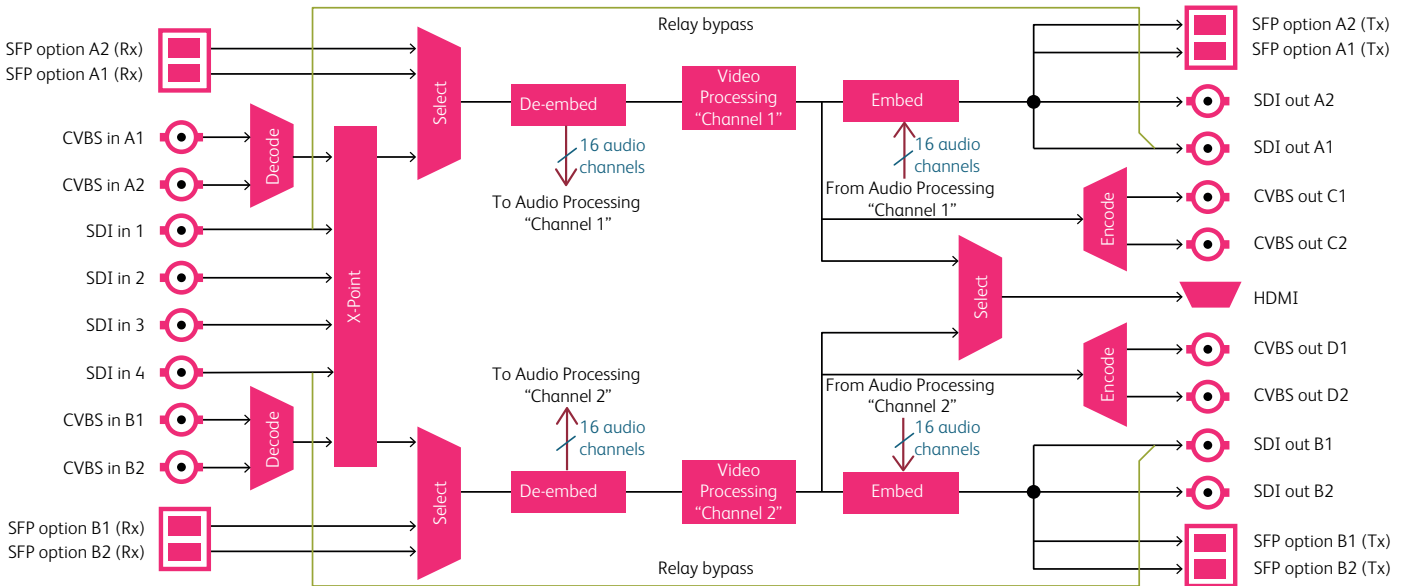 Relay bypass
SFP option A2 (Rx)
SFP option A1 (Rx)
CVBS in A1
CVBS in A2
SDI in 1
SDI in 2
SDI in 3
SDI in 4
CVBS in B1
CVBS in B2
SFP option B1 (Rx)
SFP option B2 (Rx)
Decode
Decode
X-Point
Select
Select
De-embed
16 audio
channels
To Audio Processing
“Channel 1”
Video
Processing
“Channel 1”
Embed
16 audio
channels
From Audio Processing
“Channel 1”
To Audio Processing
“Channel 2”
16 audio
channels
De-embed
Video
Processing
“Channel 2”
From Audio Processing
“Channel 2”
16 audio
channels
Embed
Select
Encode
Encode
SFP option A2 (Tx)
SFP option A1 (Tx)
SDI out A2
SDI out A1
CVBS out C1
CVBS out C2
HDMI
CVBS out D1
CVBS out D2
SDI out B1
SDI out B2
SFP option B1 (Tx)
SFP option B2 (Tx)
Relay bypass